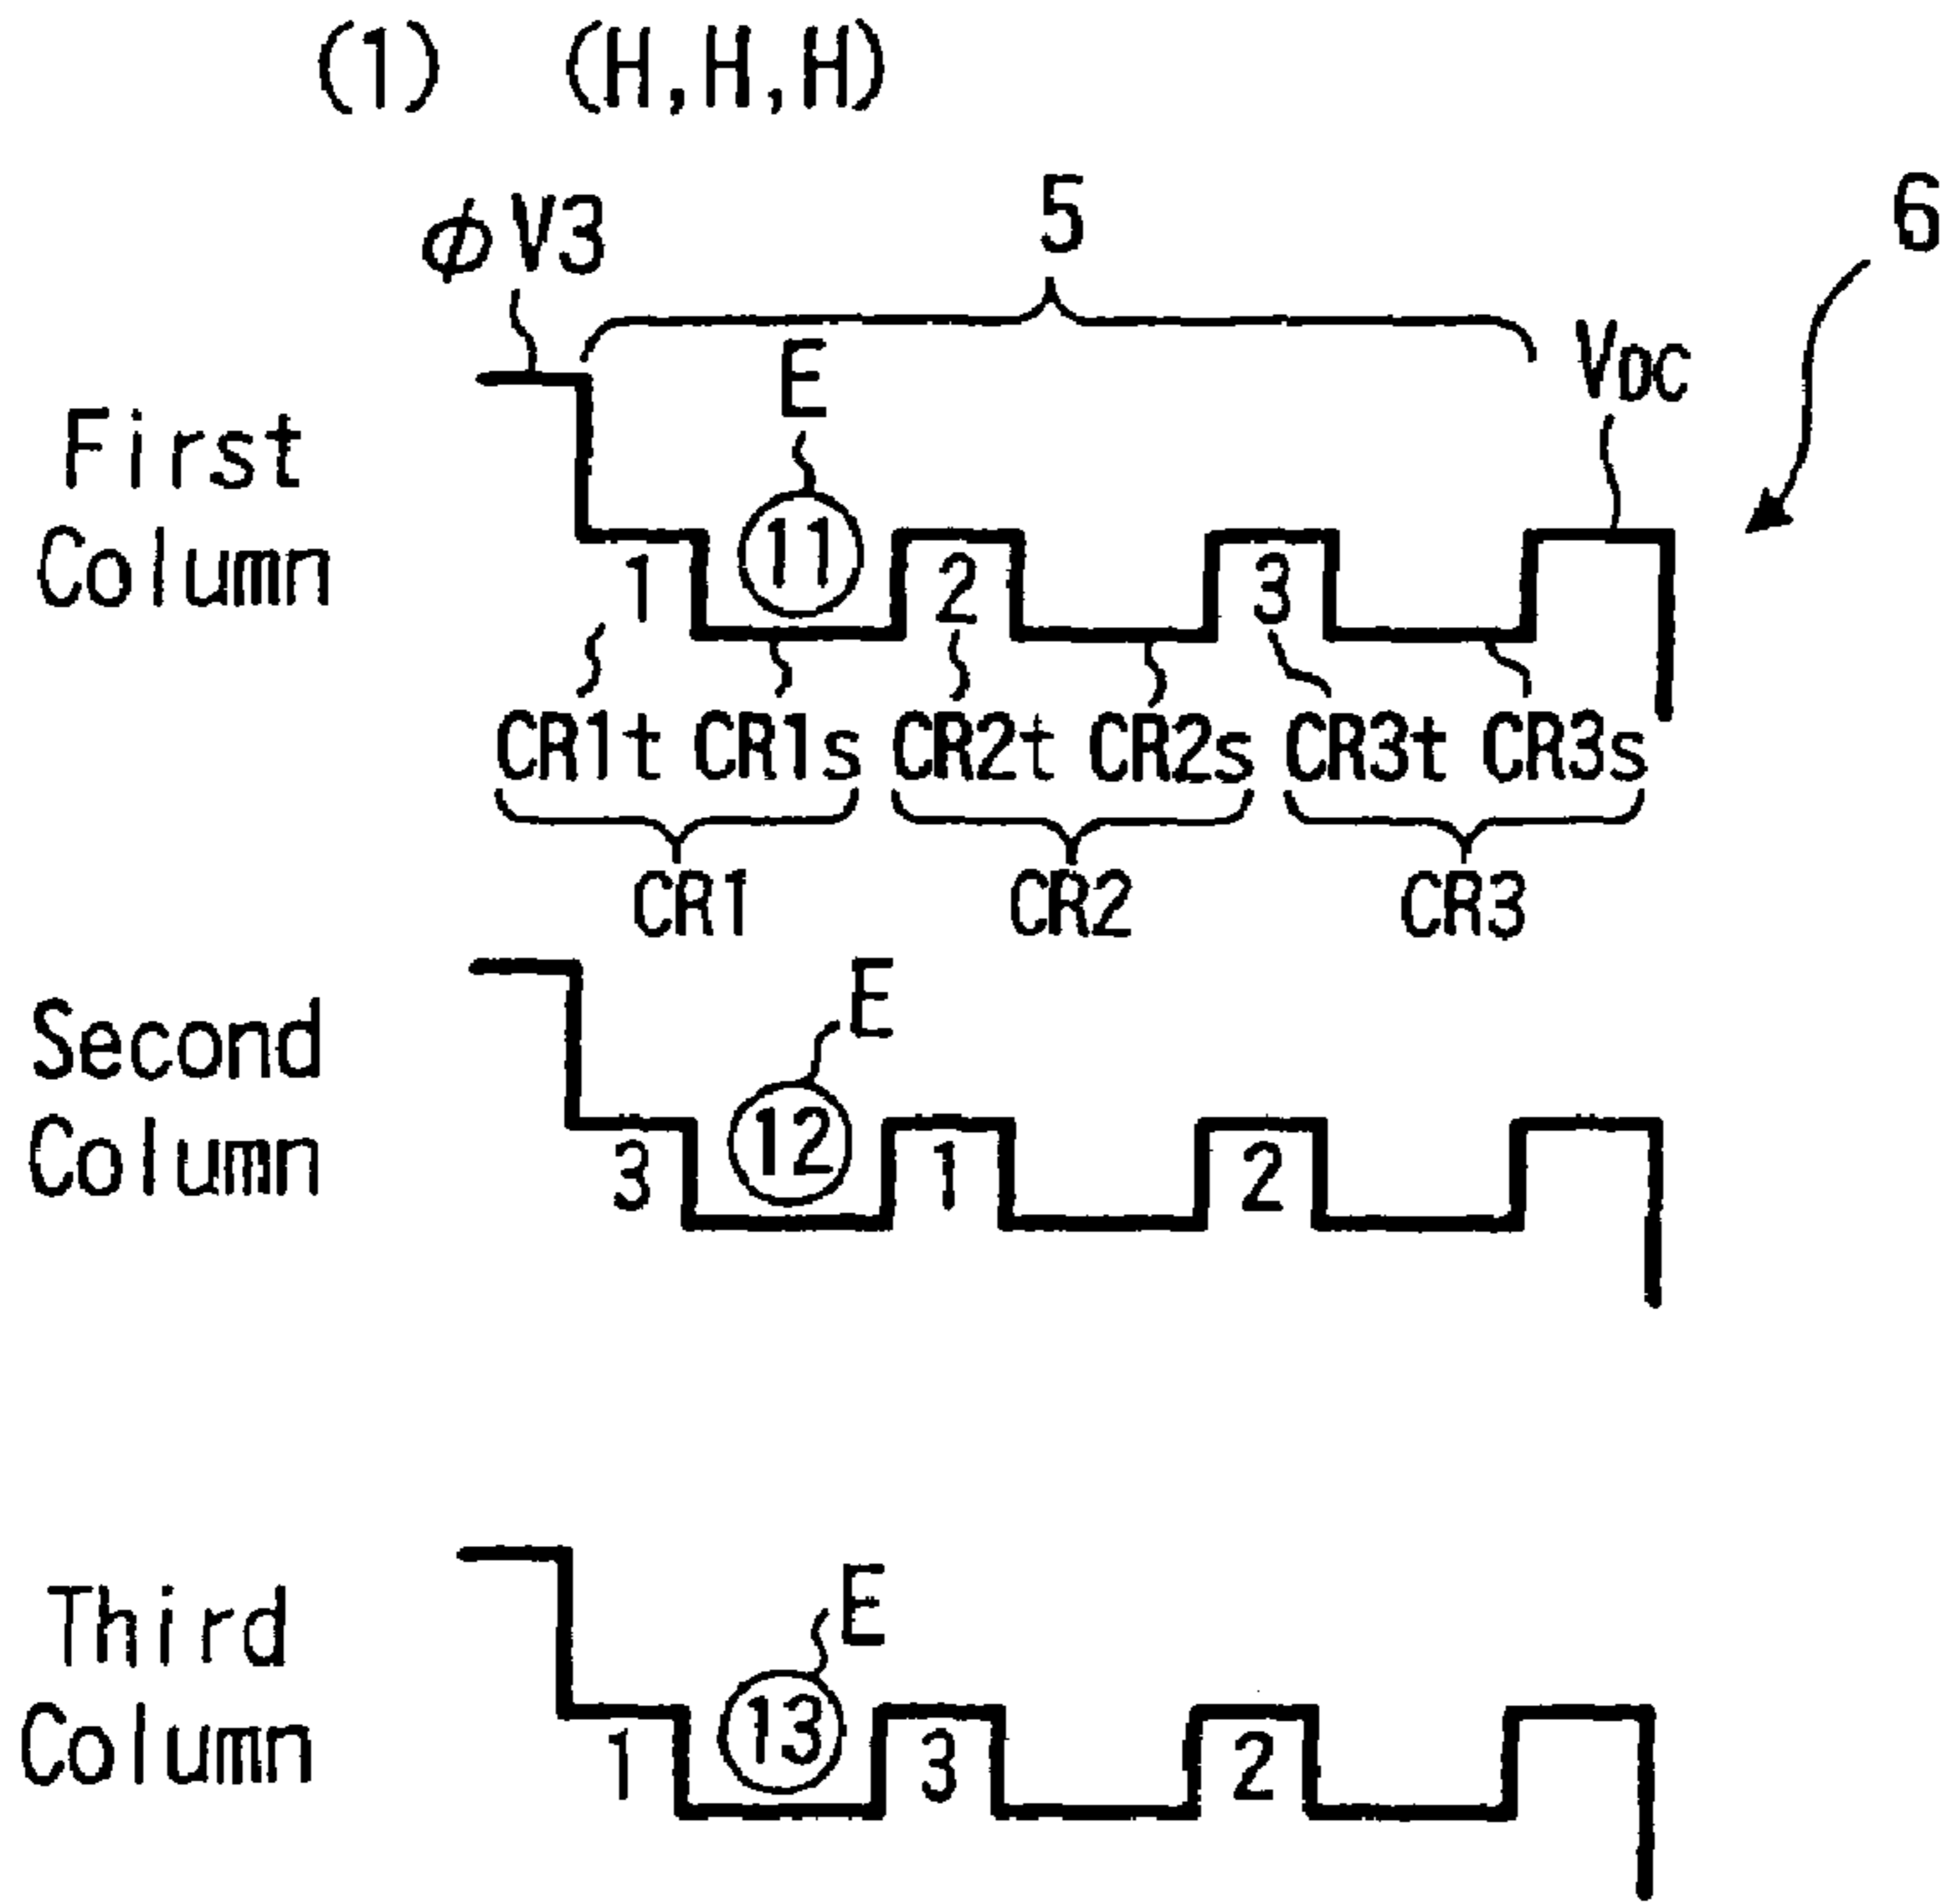 (1) (H,H,H)
φV3 5 6
E VDC
First
Column
11
1 2 3
CR1t CR1s CR2t CR2s CR3t CR3s
CR1 CR2 CR3
E
Second
Column
12
3 1 2
E
Third
Column
13
1 3 2